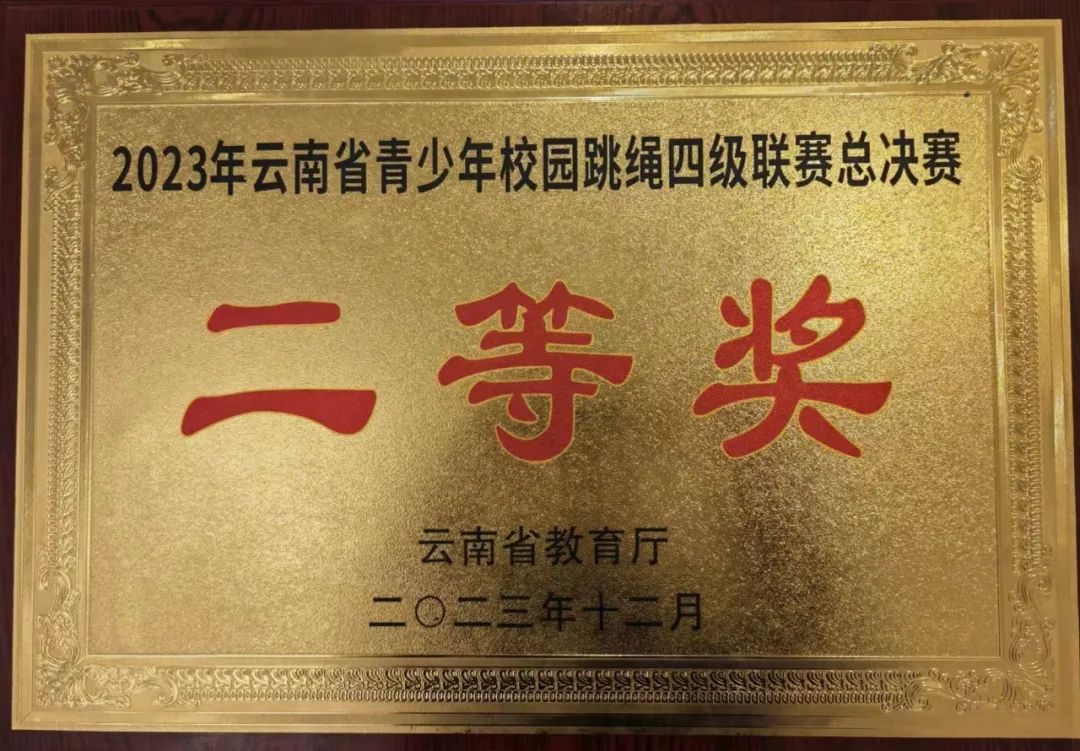 2023年云南省青少年校园跳绳四级联赛总决赛
二等奖
云南省教育厅
二〇二三年十二月